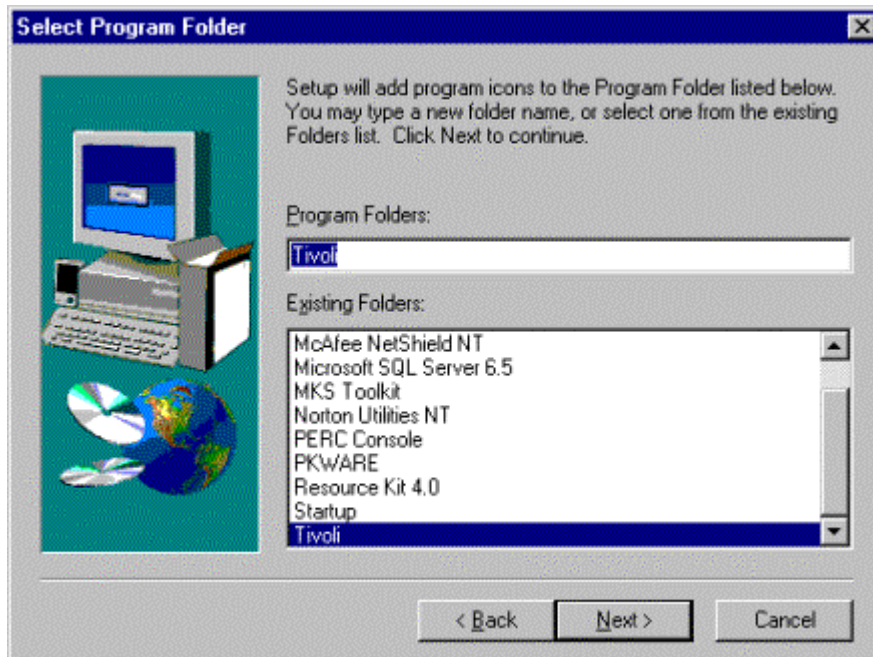 Select Program Folder
Setup will add program icons to the Program Folder listed below.
You may type a new folder name, or select one from the existing
Folders list.  Click Next to continue.
Program Folders:
Tivoli
Existing Folders:
McAfee NetShield NT
Microsoft SQL Server 6.5
MKS Toolkit
Norton Utilities NT
PERC Console
PKWARE
Resource Kit 4.0
Startup
Tivoli
< Back
Next >
Cancel